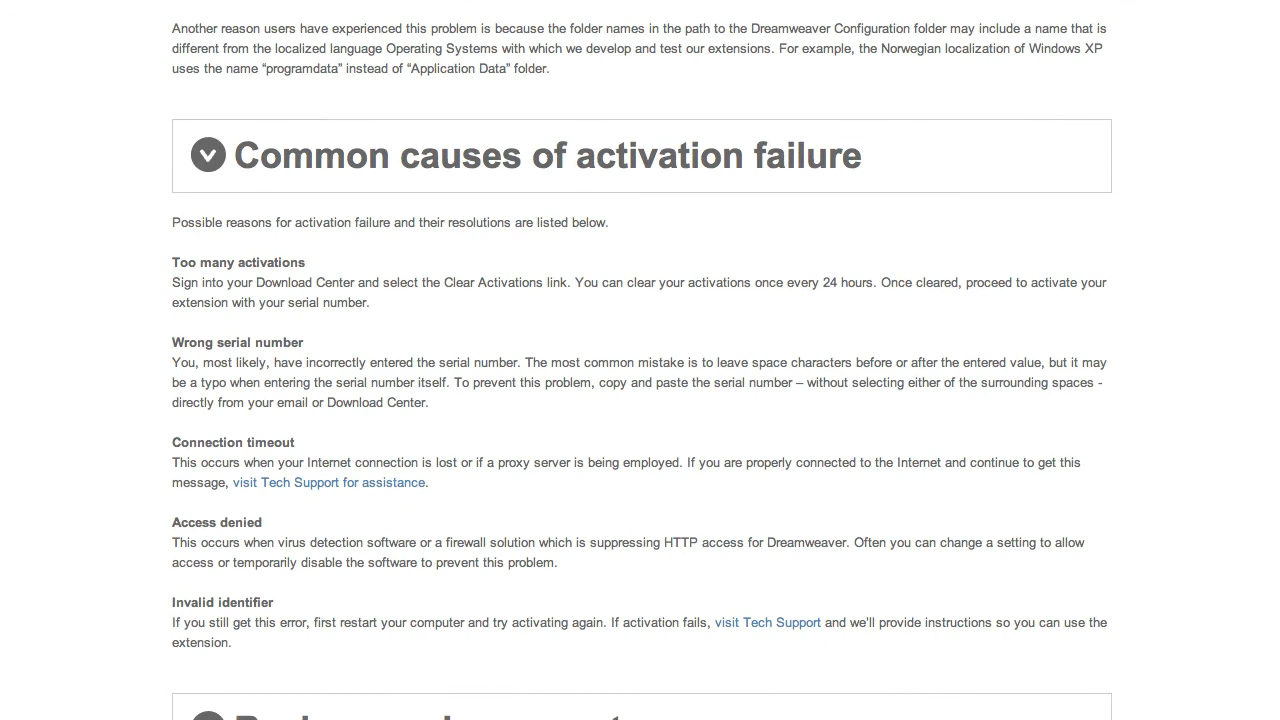 Another reason users have experienced this problem is because the folder names in the path to the Dreamweaver Configuration folder may include a name that is
different from the localized language Operating Systems with which we develop and test our extensions. For example, the Norwegian localization of Windows XP
uses the name “programdata” instead of “Application Data” folder.
Common causes of activation failure
Possible reasons for activation failure and their resolutions are listed below.
Too many activations
Sign into your Download Center and select the Clear Activations link. You can clear your activations once every 24 hours. Once cleared, proceed to activate your
extension with your serial number.
Wrong serial number
You, most likely, have incorrectly entered the serial number. The most common mistake is to leave space characters before or after the entered value, but it may
be a typo when entering the serial number itself. To prevent this problem, copy and paste the serial number – without selecting either of the surrounding spaces -
directly from your email or Download Center.
Connection timeout
This occurs when your Internet connection is lost or if a proxy server is being employed. If you are properly connected to the Internet and continue to get this
message, visit Tech Support for assistance.
Access denied
This occurs when virus detection software or a firewall solution which is suppressing HTTP access for Dreamweaver. Often you can change a setting to allow
access or temporarily disable the software to prevent this problem.
Invalid identifier
If you still get this error, first restart your computer and try activating again. If activation fails, visit Tech Support and we'll provide instructions so you can use the
extension.